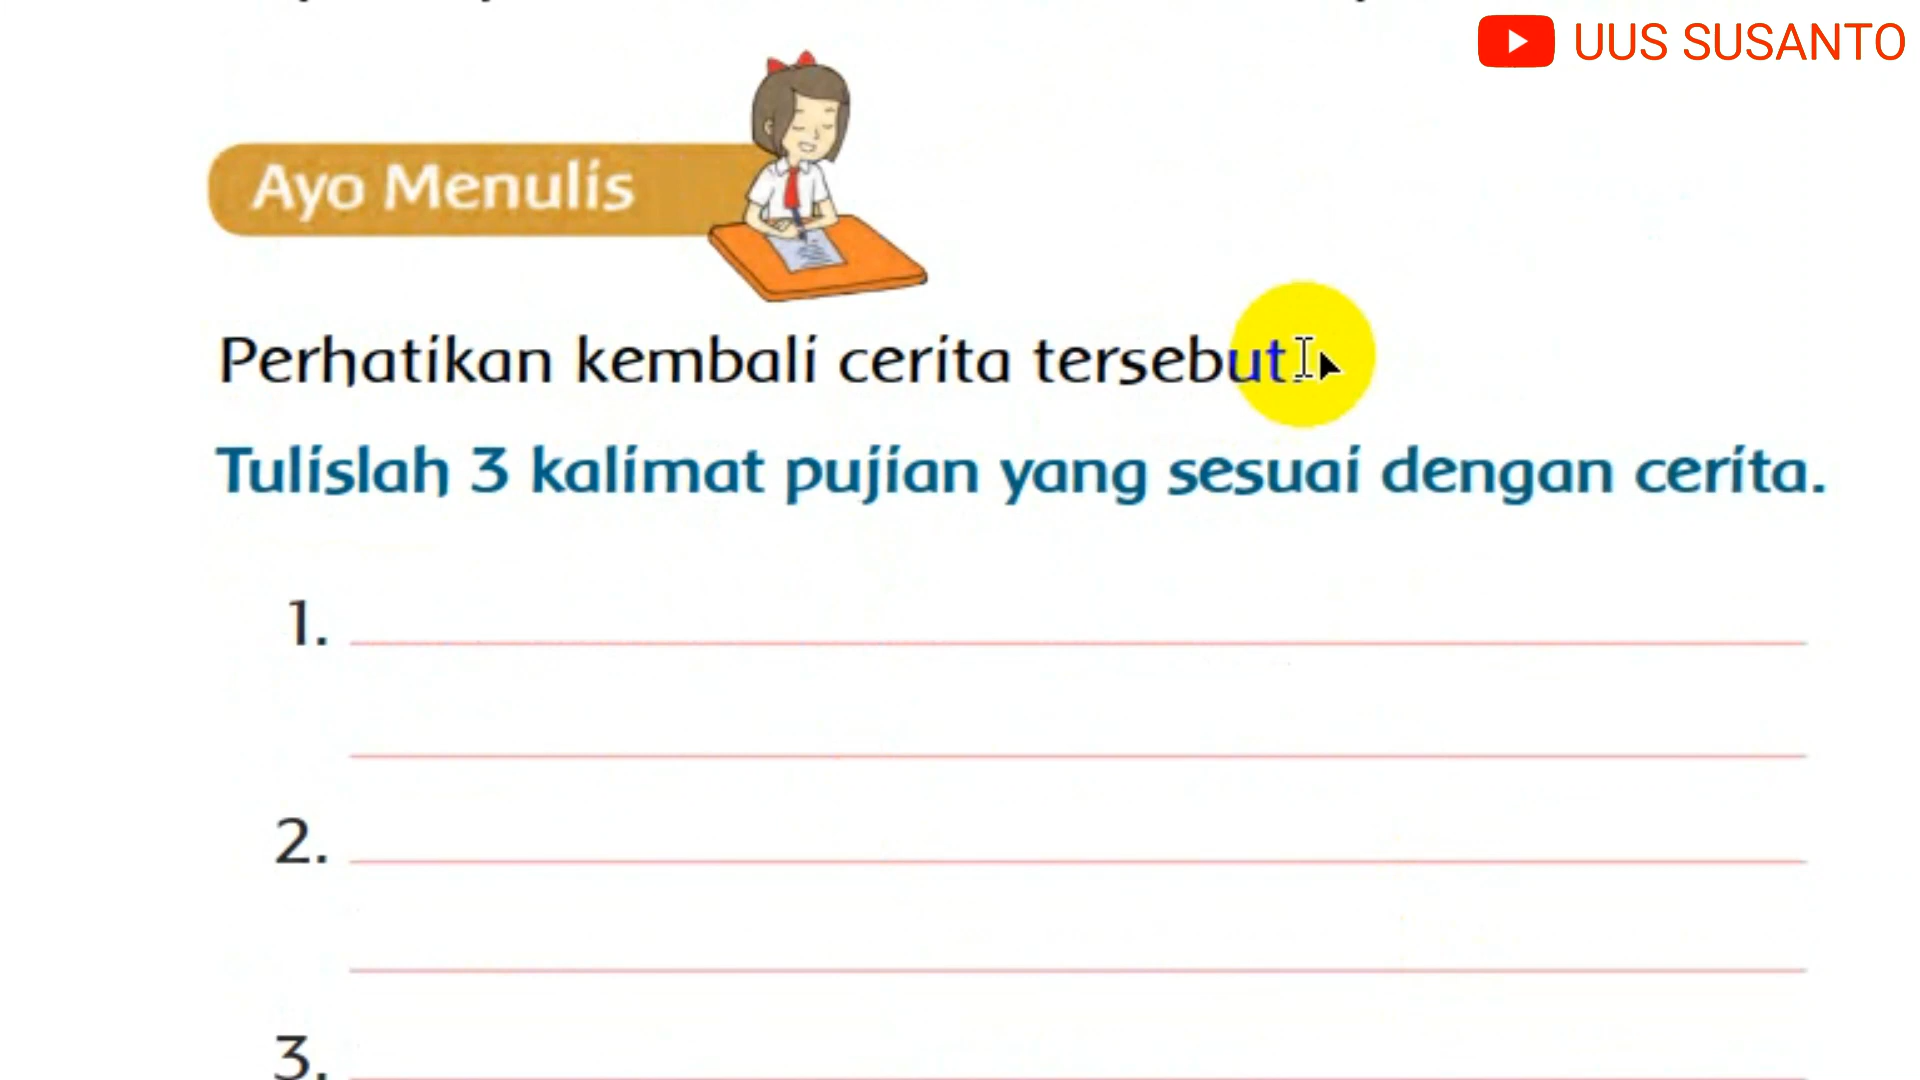 UUS SUSANTO
Ayo Menulis
Perhatikan kembali cerita tersebut.
Tulislah 3 kalimat pujian yang sesuai dengan cerita.
1.
2.
3.